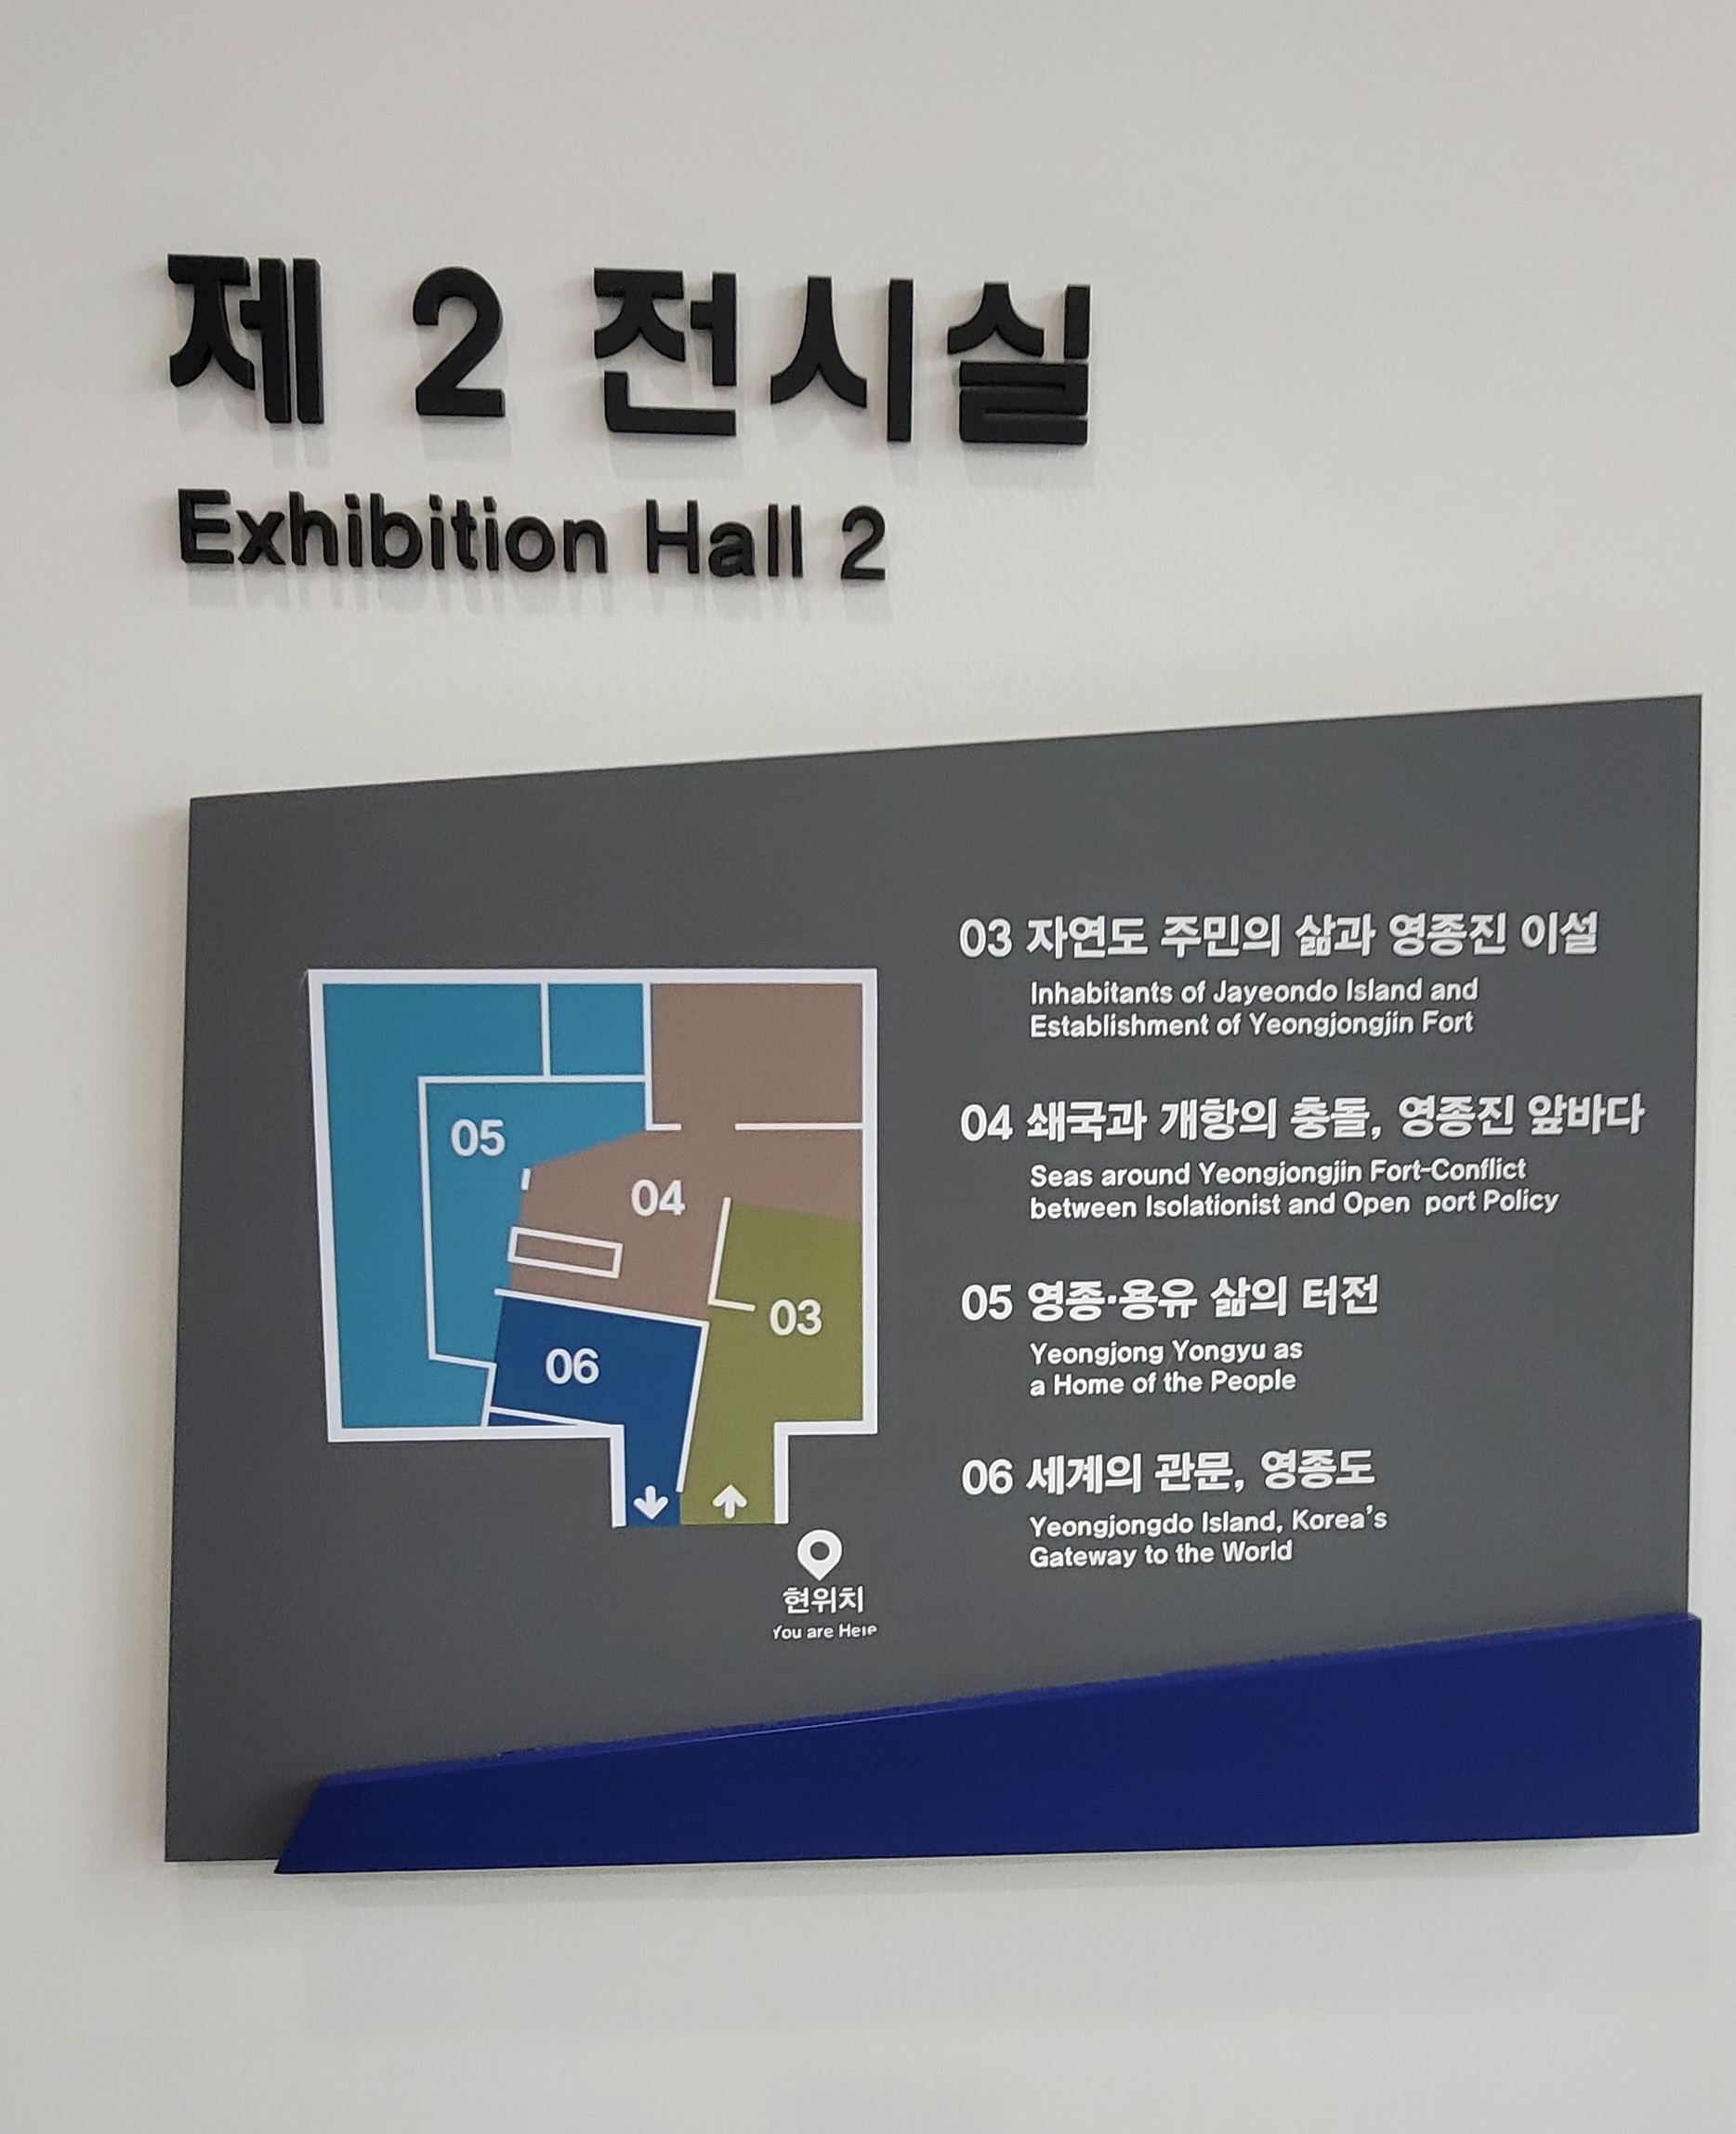 제 2 전시실
Exhibition Hall 2
03 자연도 주민의 삶과 영종진 이설
Inhabitants of Jayeondo Island and
Establishment of Yeongjongjin Fort
04 쇄국과 개항의 충돌, 영종진 앞바다
Seas around Yeongjongjin Fort-Conflict
between Isolationist and Open port Policy
05 영종·용유 삶의 터전
Yeongjong Yongyu as
a Home of the People
06 세계의 관문, 영종도
Yeongjongdo Island, Korea's
Gateway to the World
05
04
03
06
현위치
You are Here